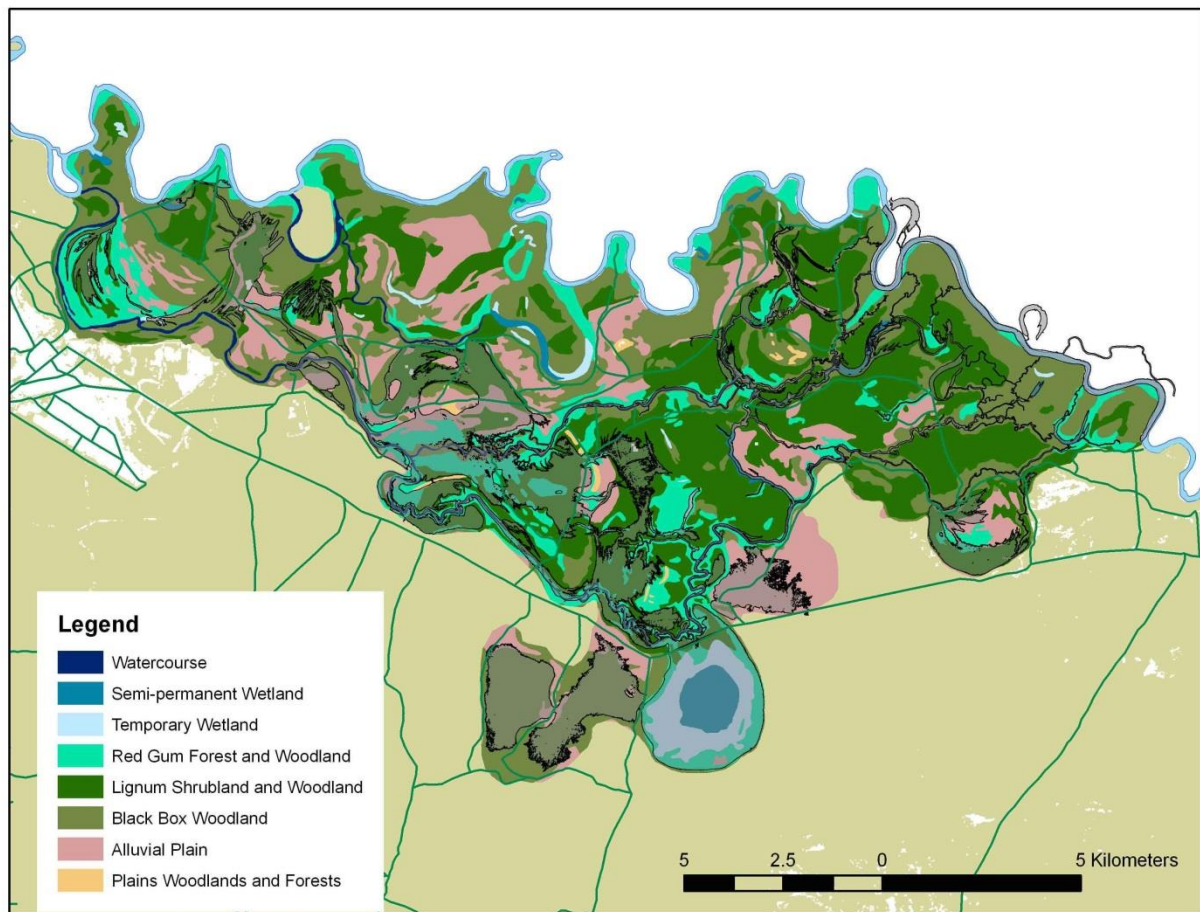 Legend
Watercourse
Semi-permanent Wetland
Temporary Wetland
Red Gum Forest and Woodland
Lignum Shrubland and Woodland
Black Box Woodland
Alluvial Plain
Plains Woodlands and Forests
5 2.5 0 5 Kilometers